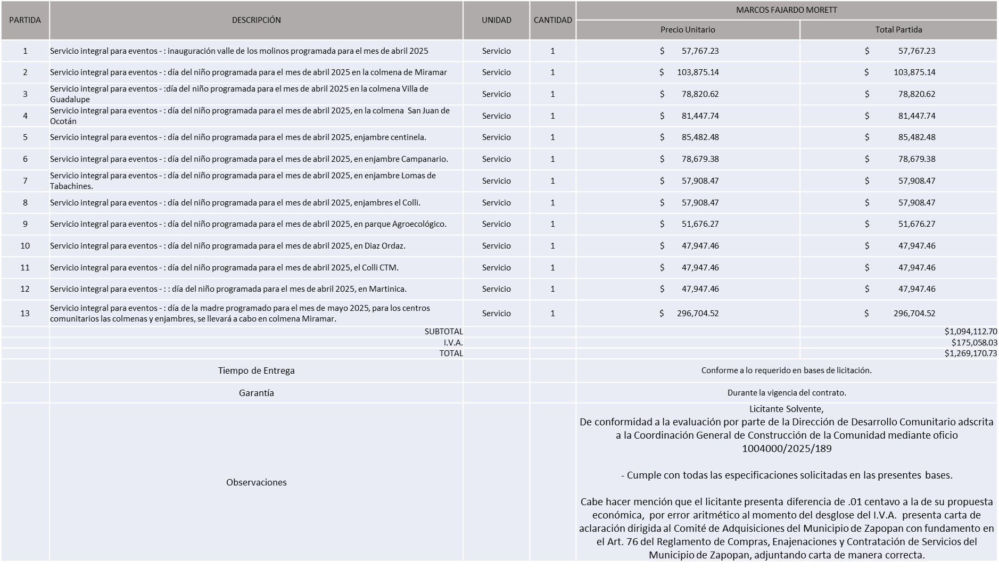 PARTIDA DESCRIPCIÓN UNIDAD CANTIDAD MARCOS FAJARDO MORETT
Precio Unitario Total Partida
1 Servicio integral para eventos - : inauguración valle de los molinos programada para el mes de abril 2025 Servicio 1 $ 57,767.23 $ 57,767.23
2 Servicio integral para eventos - : día del niño programada para el mes de abril 2025 en la colmena de Miramar Servicio 1 $ 103,875.14 $ 103,875.14
3 Servicio integral para eventos - :día del niño programada para el mes de abril 2025 en la colmena Villa de
Guadalupe Servicio 1 $ 78,820.62 $ 78,820.62
4 Servicio integral para eventos - : día del niño programada para el mes de abril 2025, en la colmena San Juan de
Ocotán Servicio 1 $ 81,447.74 $ 81,447.74
5 Servicio integral para eventos - : día del niño programada para el mes de abril 2025, enjambre centinela. Servicio 1 $ 85,482.48 $ 85,482.48
6 Servicio integral para eventos - : día del niño programada para el mes de abril 2025, en enjambre Campanario. Servicio 1 $ 78,679.38 $ 78,679.38
7 Servicio integral para eventos - : día del niño programada para el mes de abril 2025, en enjambre Lomas de
Tabachines. Servicio 1 $ 57,908.47 $ 57,908.47
8 Servicio integral para eventos - : día del niño programada para el mes de abril 2025, enjambres el Colli. Servicio 1 $ 57,908.47 $ 57,908.47
9 Servicio integral para eventos - : día del niño programada para el mes de abril 2025, en parque Agroecológico. Servicio 1 $ 51,676.27 $ 51,676.27
10 Servicio integral para eventos - : día del niño programada para el mes de abril 2025, en Diaz Ordaz. Servicio 1 $ 47,947.46 $ 47,947.46
11 Servicio integral para eventos - : día del niño programada para el mes de abril 2025, el Colli CTM. Servicio 1 $ 47,947.46 $ 47,947.46
12 Servicio integral para eventos - : : día del niño programada para el mes de abril 2025, en Martinica. Servicio 1 $ 47,947.46 $ 47,947.46
13 Servicio integral para eventos - : día de la madre programado para el mes de mayo 2025, para los centros
comunitarios las colmenas y enjambres, se llevará a cabo en colmena Miramar. Servicio 1 $ 296,704.52 $ 296,704.52
SUBTOTAL $1,094,112.70
I.V.A. $175,058.03
TOTAL $1,269,170.73
Tiempo de Entrega Conforme a lo requerido en bases de licitación.
Garantía Durante la vigencia del contrato.
Observaciones
Licitante Solvente,
De conformidad a la evaluación por parte de la Dirección de Desarrollo Comunitario adscrita
a la Coordinación General de Construcción de la Comunidad mediante oficio
1004000/2025/189
- Cumple con todas las especificaciones solicitadas en las presentes bases.
Cabe hacer mención que el licitante presenta diferencia de .01 centavo a la de su propuesta
económica, por error aritmético al momento del desglose del I.V.A. presenta carta de
aclaración dirigida al Comité de Adquisiciones del Municipio de Zapopan con fundamento en
el Art. 76 del Reglamento de Compras, Enajenaciones y Contratación de Servicios del
Municipio de Zapopan, adjuntando carta de manera correcta.